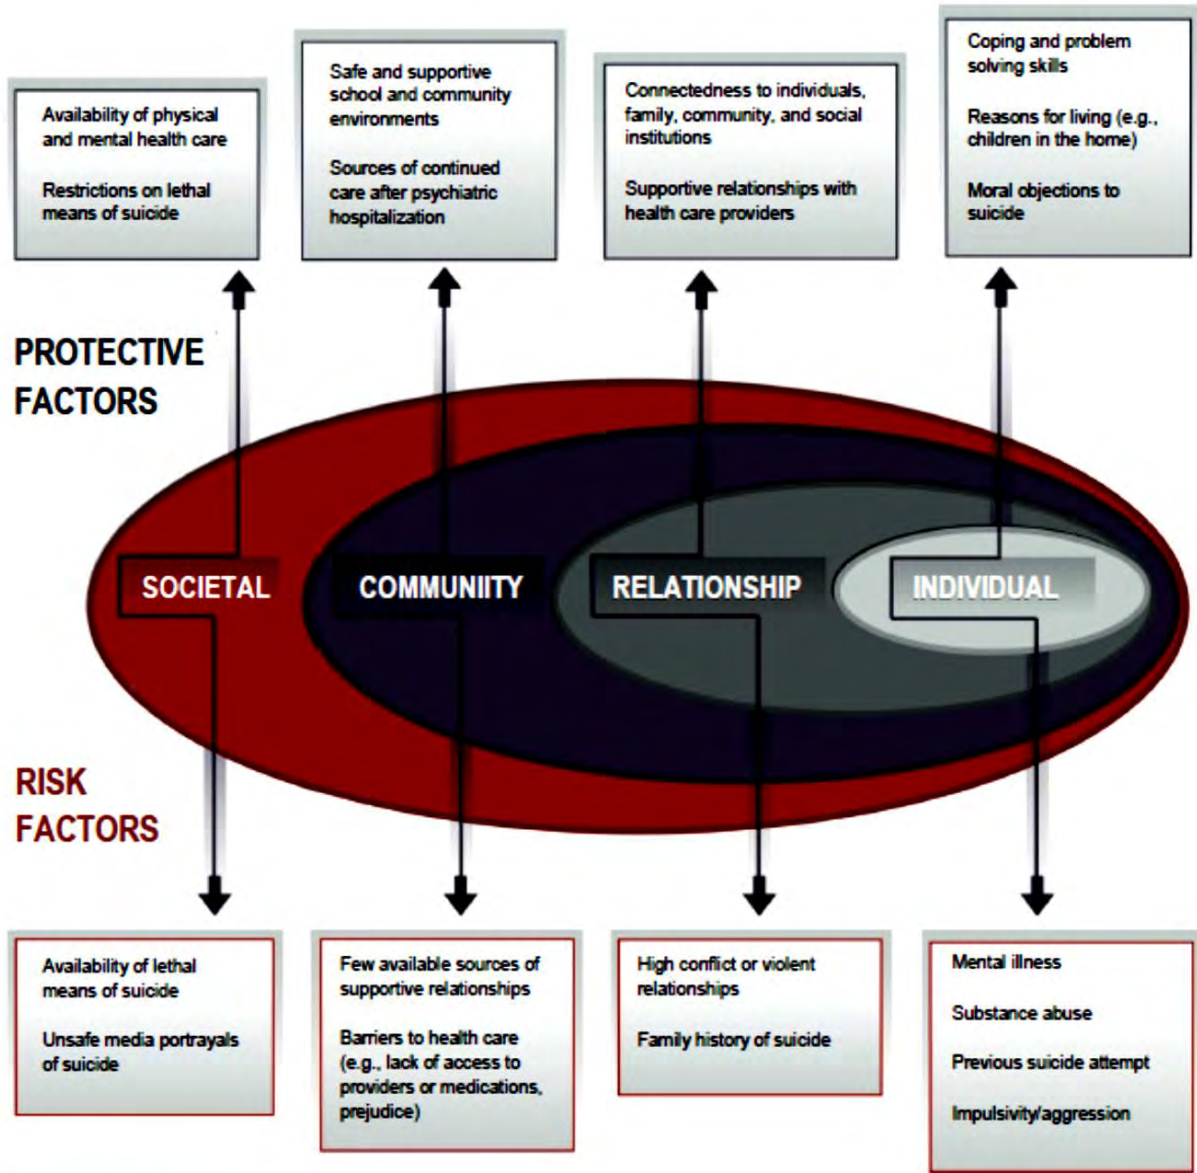 Availability of physical
and mental health care
Restrictions on lethal
means of suicide
Safe and supportive
school and community
environments
Sources of continued
care after psychiatric
hospitalization
Connectedness to individuals,
family, community, and social
institutions
Supportive relationships with
health care providers
Coping and problem
solving skills
Reasons for living (e.g.,
children in the home)
Moral objections to
suicide
PROTECTIVE
FACTORS
SOCIETAL
COMMUNIITY
RELATIONSHIP
INDIVIDUAL
RISK
FACTORS
Availability of lethal
means of suicide
Unsafe media portrayals
of suicide
Few available sources of
supportive relationships
Barriers to health care
(e.g., lack of access to
providers or medications,
prejudice)
High conflict or violent
relationships
Family history of suicide
Mental illness
Substance abuse
Previous suicide attempt
Impulsivity/aggression